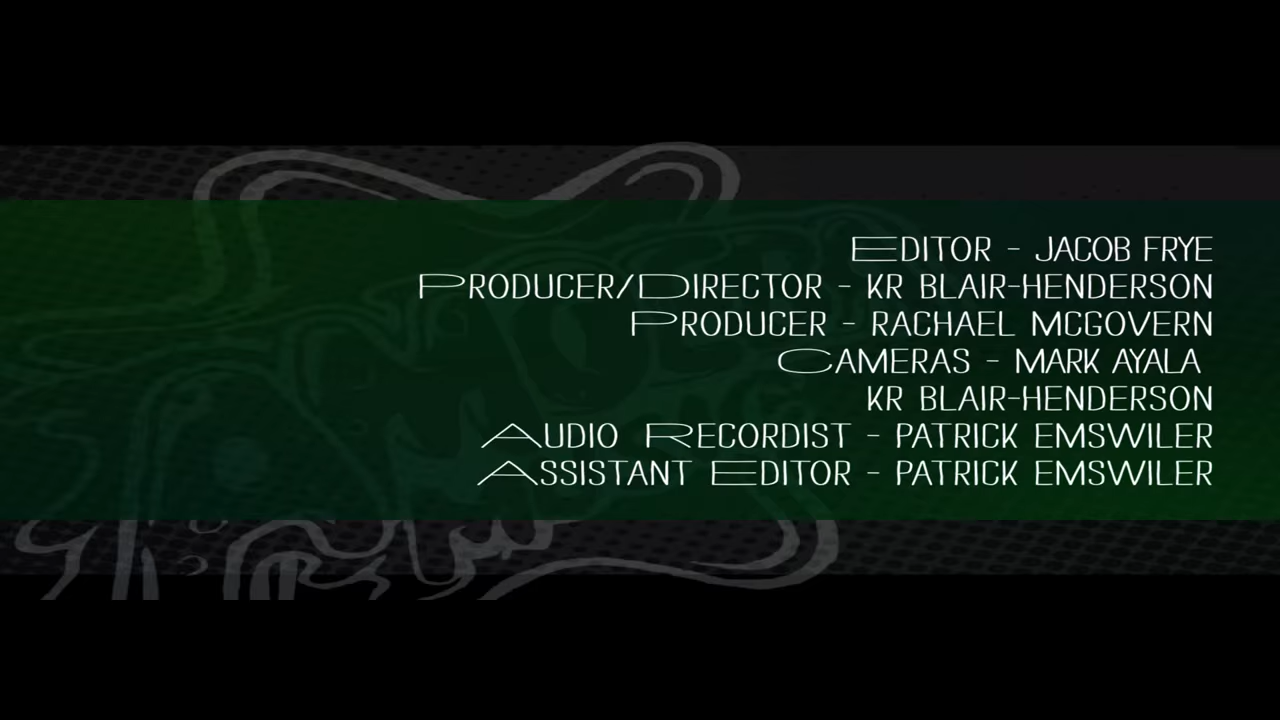 EDITOR - JACOB FRYE
PRODUCER/DIRECTOR - KR BLAIR-HENDERSON
PRODUCER - RACHAEL MCGOVERN
CAMERAS - MARK AYALA
KR BLAIR-HENDERSON
AUDIO RECORDIST - PATRICK EMSWILER
ASSISTANT EDITOR - PATRICK EMSWILER